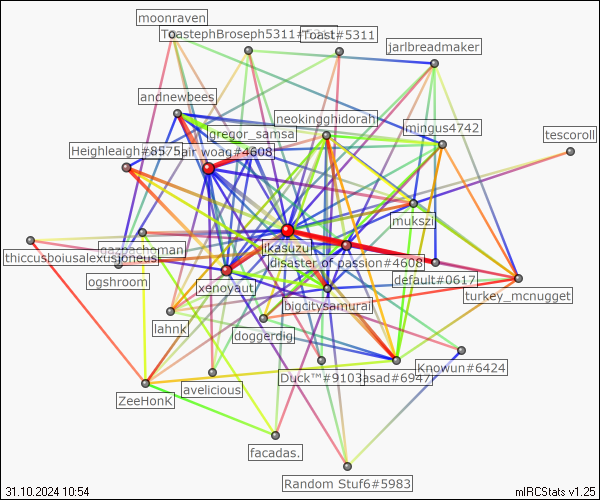 moonraven
ToastephBroseph5311#5311
Toast#5311
jarlbreadmaker
andnewbees
neokingghidorah
gregor_samsa
mingus4742
tescoroll
Heighleaigh#8575
air woag#4608
mukszi
gazpacheman
ikasuzu
thiccusboiusalexusjoneus
disaster of passion#4608
ogshroom
xenoyaut
default#0617
turkey_mcnugget
bigcitysamurai
lahnk
doggerdig
Knowun#6424
Duck™#9103
asad#6947
avelicious
ZeeHonK
facadas.
Random Stuf6#5983
31.10.2024 10:54
mIRCStats v1.25